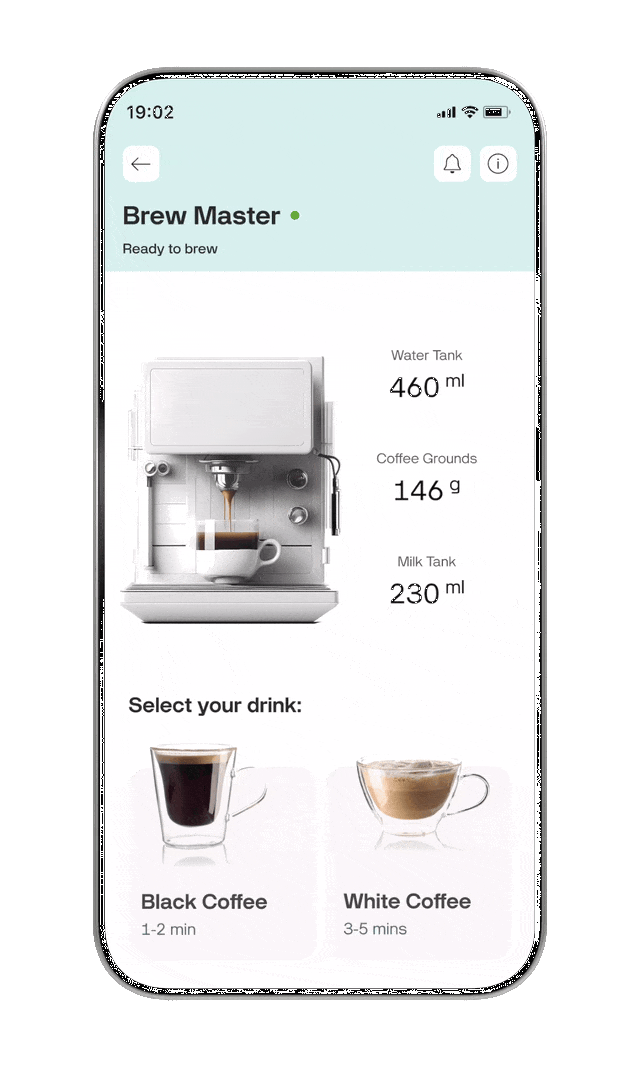 19:02
Brew Master
Ready to brew
Water Tank
460 ml
Coffee Grounds
146 g
Milk Tank
230 ml
Select your drink:
Black Coffee
1-2 min
White Coffee
3-5 mins